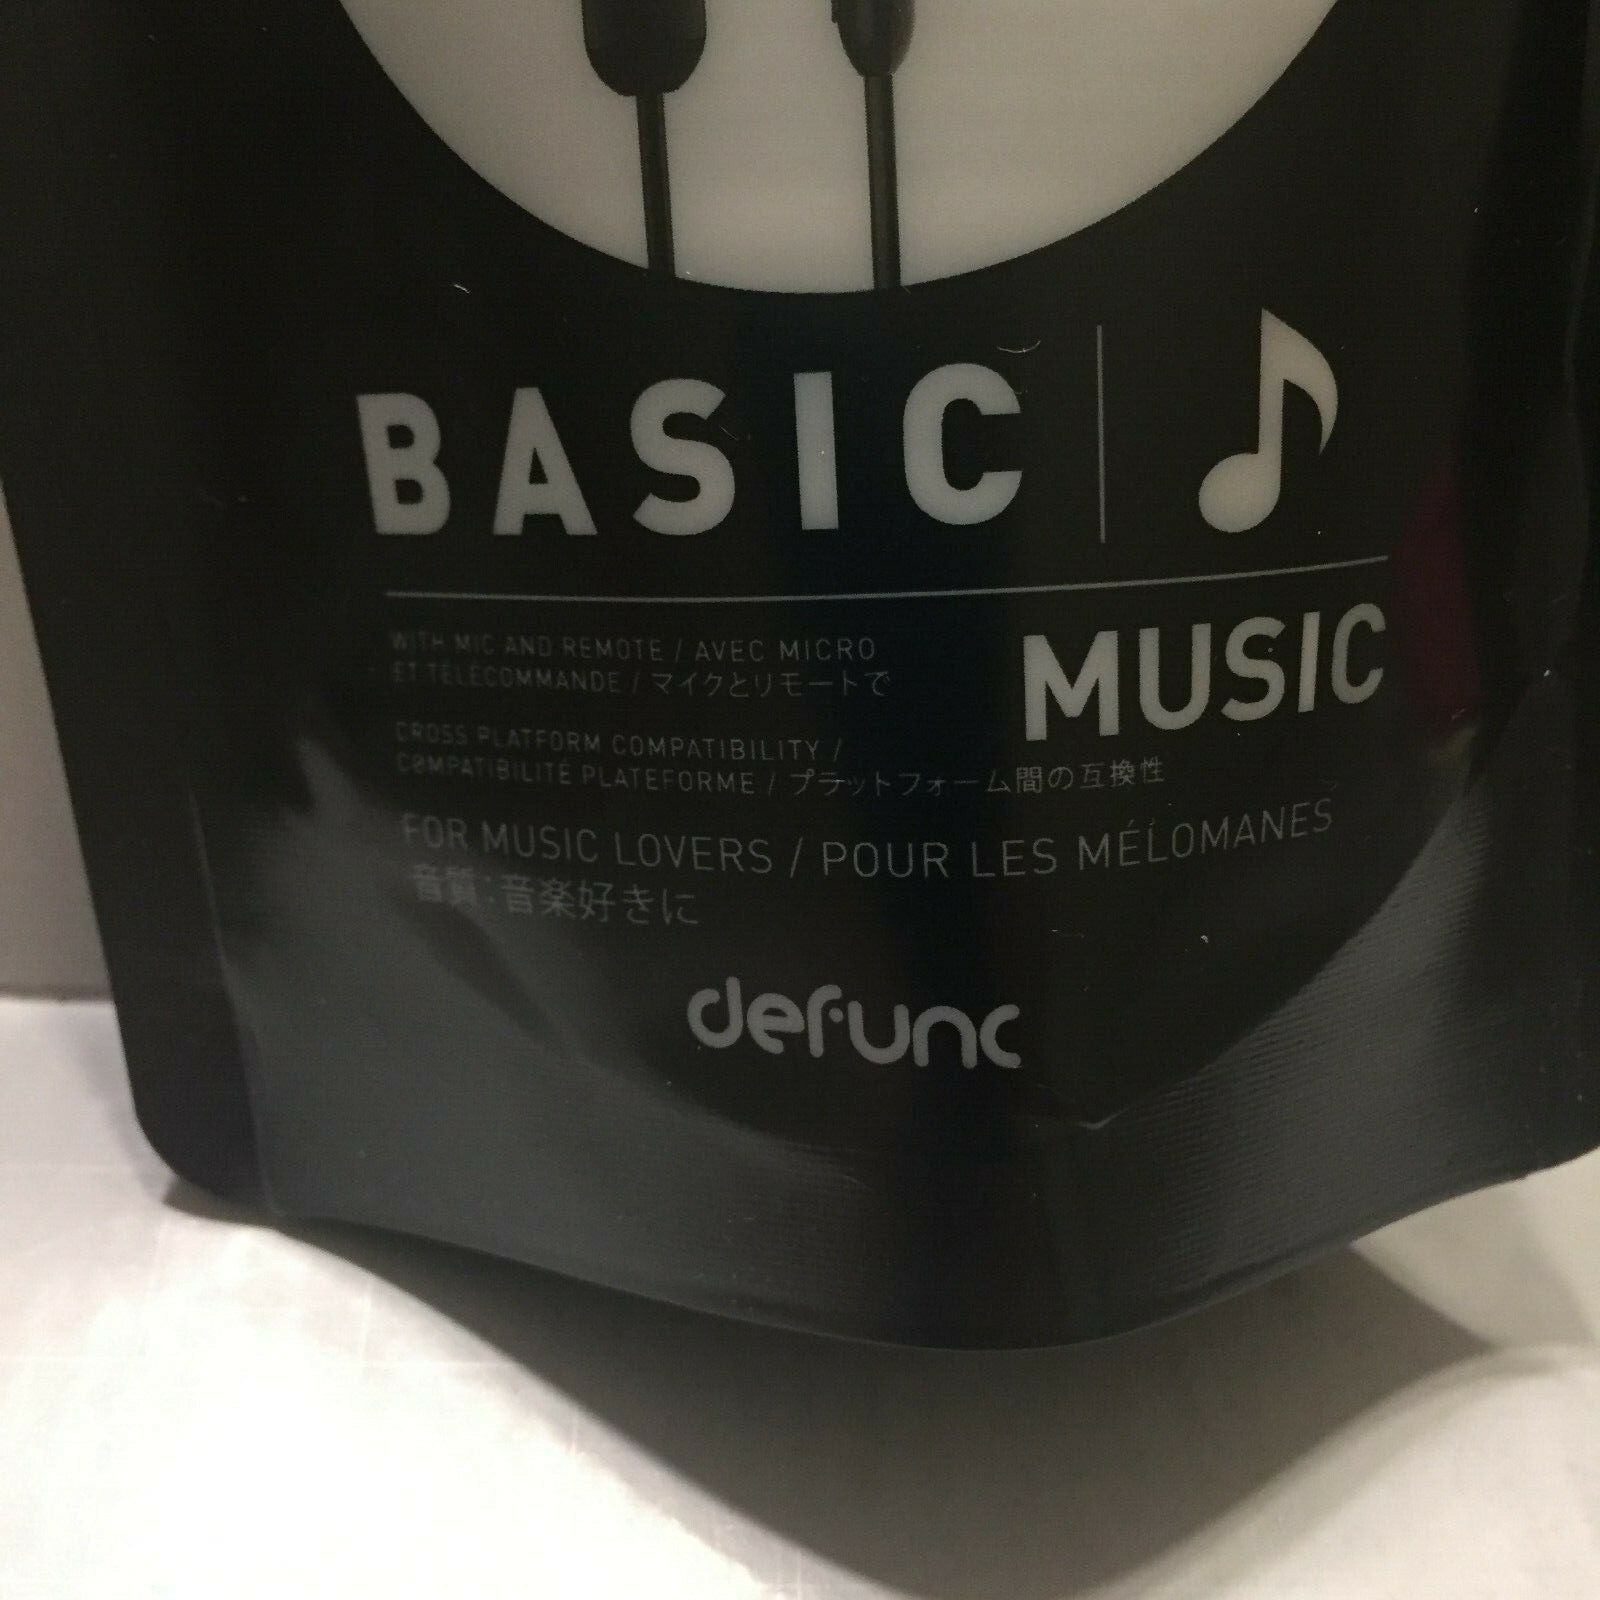 BASIC
MUSIC
WITH MIC AND REMOTE / AVEC MICRO
ET TÉLÉCOMMANDE / マイクとリモートで
CROSS PLATFORM COMPATIBILITY /
COMPATIBILITÉ PLATEFORME / プラットフォーム間の互換性
FOR MUSIC LOVERS / POUR LES MÉLOMANES
音質:音楽好きに
defunc